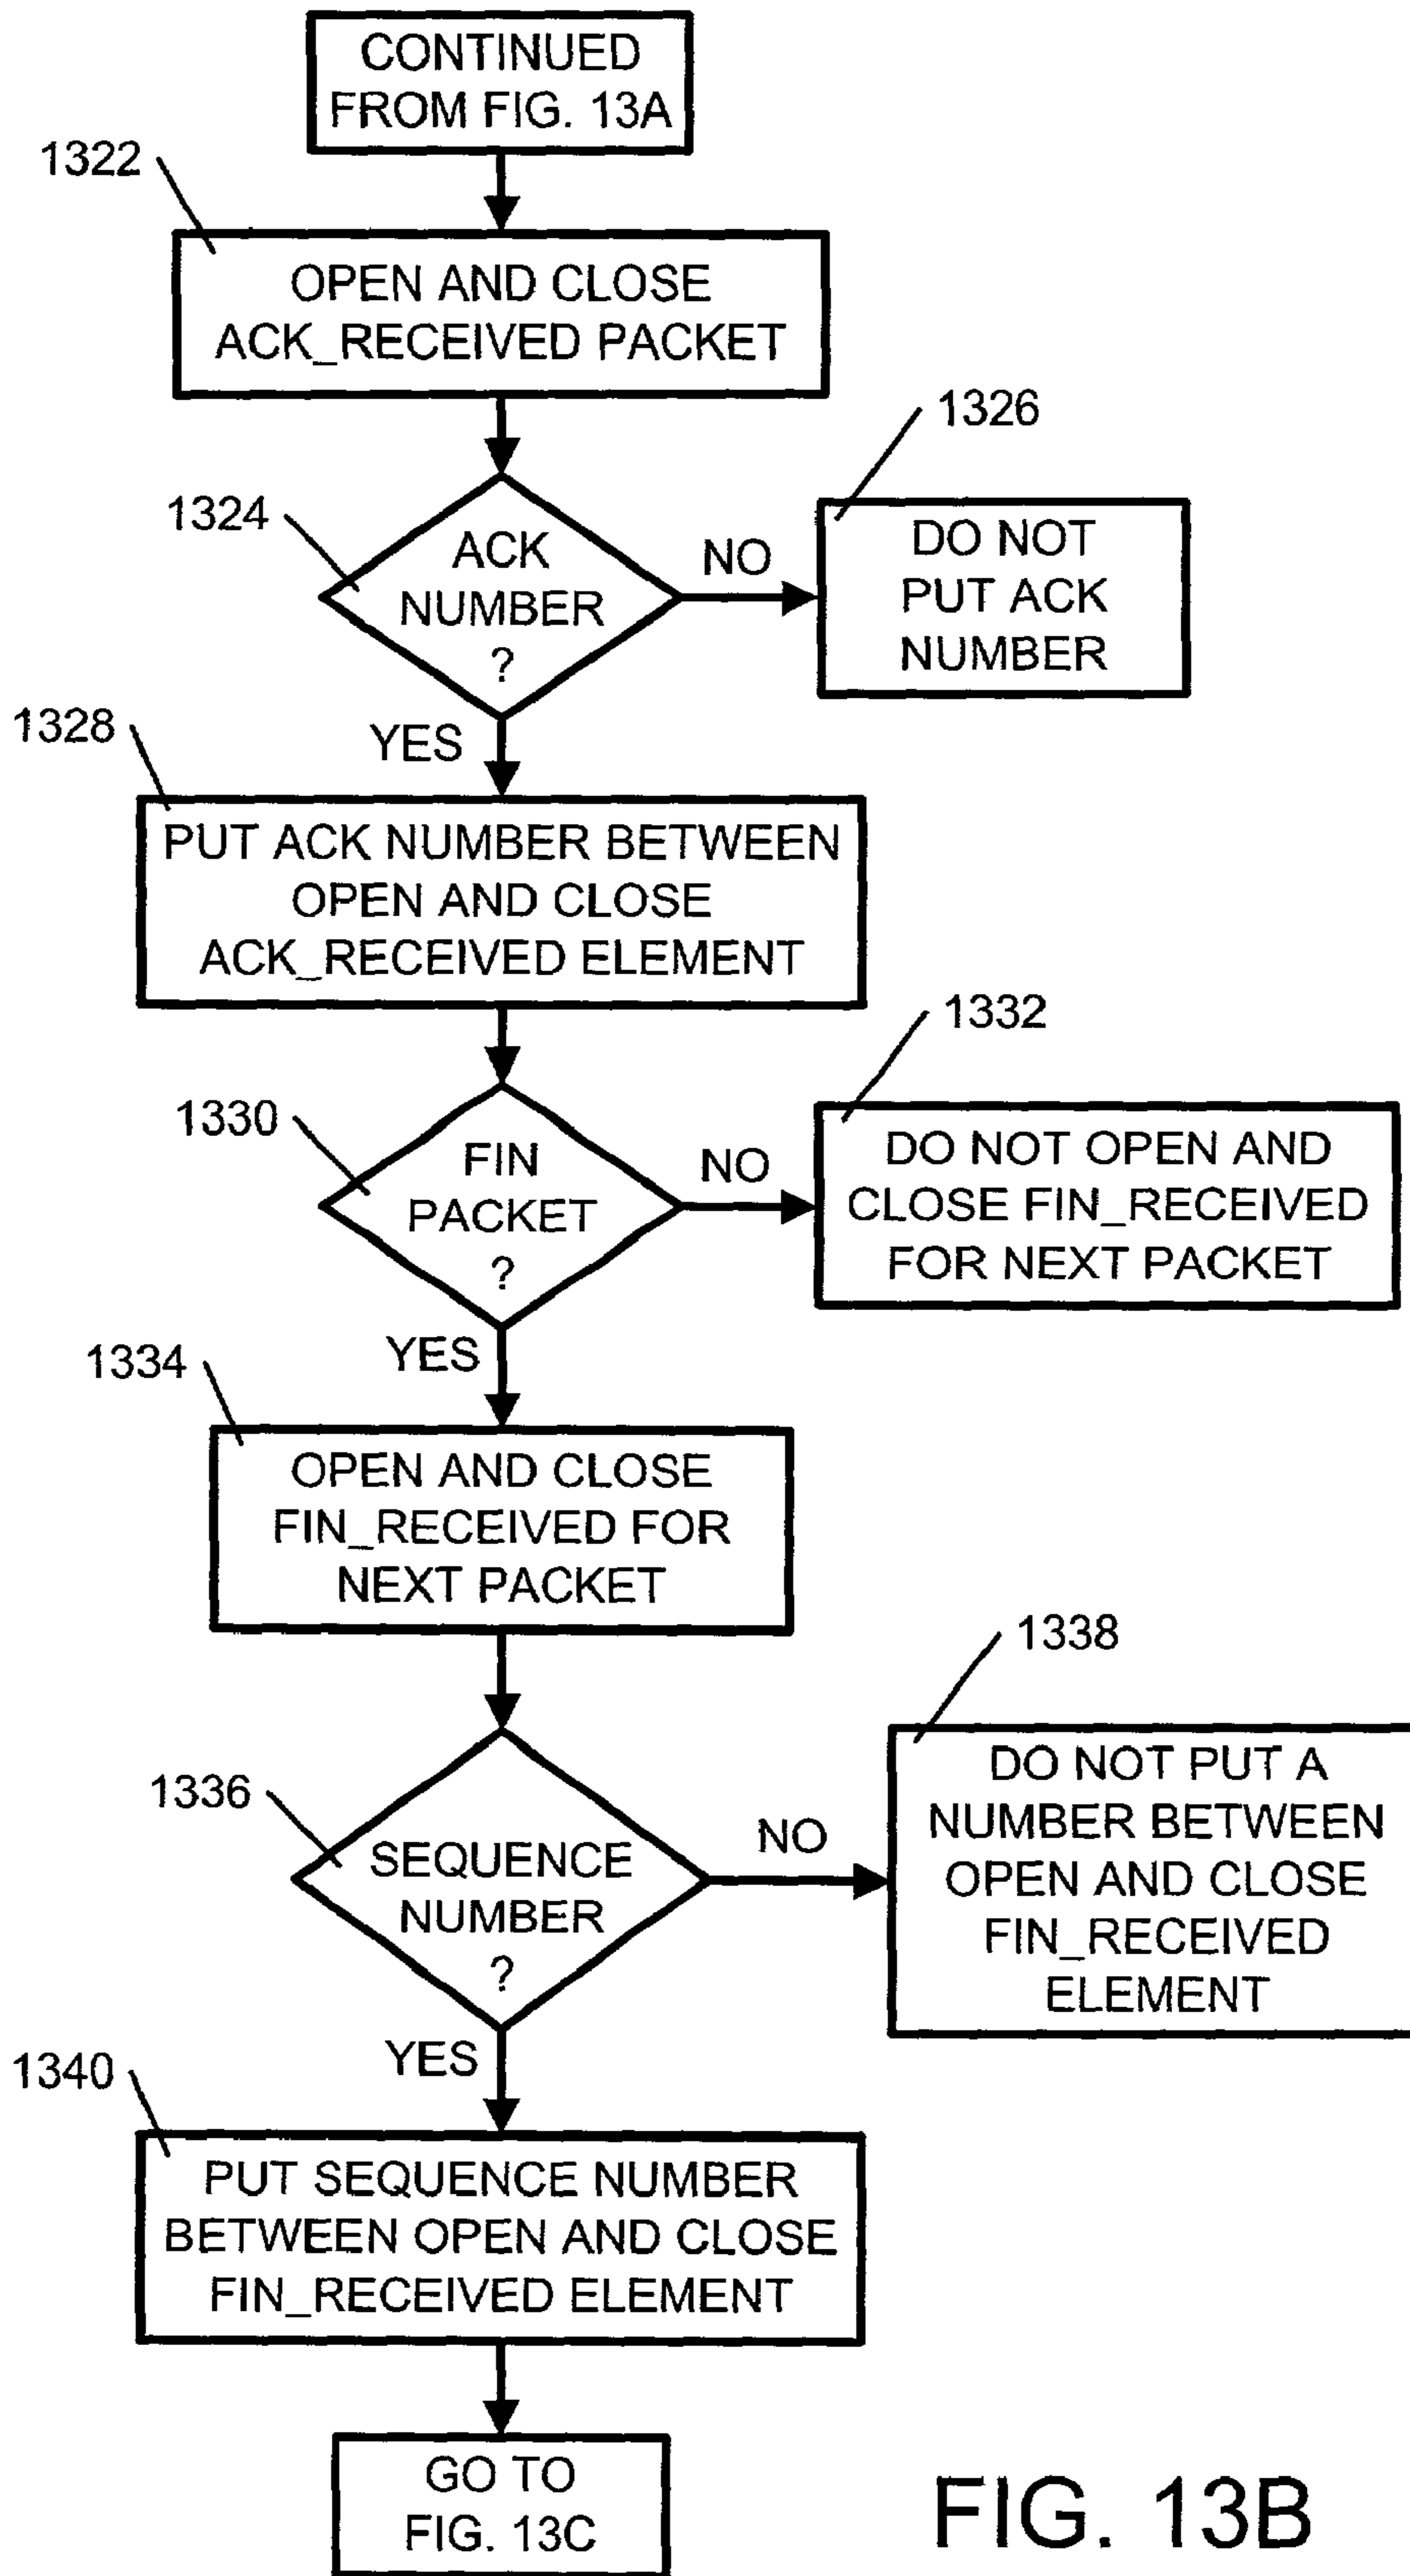 CONTINUED
FROM FIG. 13A
1322
OPEN AND CLOSE
ACK_RECEIVED PACKET
1324
ACK
NUMBER
?
NO
1326
DO NOT
PUT ACK
NUMBER
YES
1328
PUT ACK NUMBER BETWEEN
OPEN AND CLOSE
ACK_RECEIVED ELEMENT
1330
FIN
PACKET
?
NO
1332
DO NOT OPEN AND
CLOSE FIN_RECEIVED
FOR NEXT PACKET
YES
1334
OPEN AND CLOSE
FIN_RECEIVED FOR
NEXT PACKET
1336
SEQUENCE
NUMBER
?
NO
1338
DO NOT PUT A
NUMBER BETWEEN
OPEN AND CLOSE
FIN_RECEIVED
ELEMENT
YES
1340
PUT SEQUENCE NUMBER
BETWEEN OPEN AND CLOSE
FIN_RECEIVED ELEMENT
GO TO
FIG. 13C
FIG. 13B